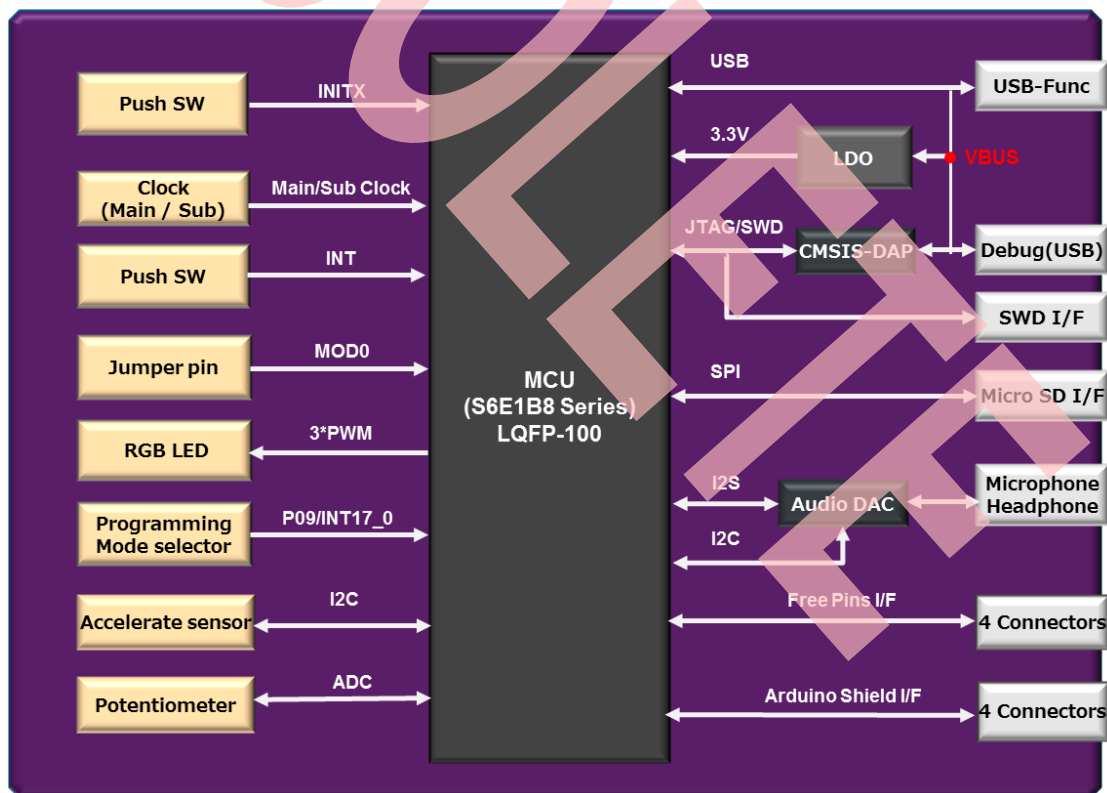 Push SW
INITX
Clock
(Main / Sub)
Main/Sub Clock
Push SW
INT
Jumper pin
MOD0
RGB LED
3*PWM
Programming
Mode selector
P09/INT17_0
Accelerate sensor
I2C
Potentiometer
ADC
MCU
(S6E1B8 Series)
LQFP-100
USB
USB-Func
3.3V
LDO
VBUS
JTAG/SWD
CMSIS-DAP
Debug(USB)
SWD I/F
SPI
Micro SD I/F
I2S
Audio DAC
Microphone
Headphone
I2C
Free Pins I/F
4 Connectors
Arduino Shield I/F
4 Connectors